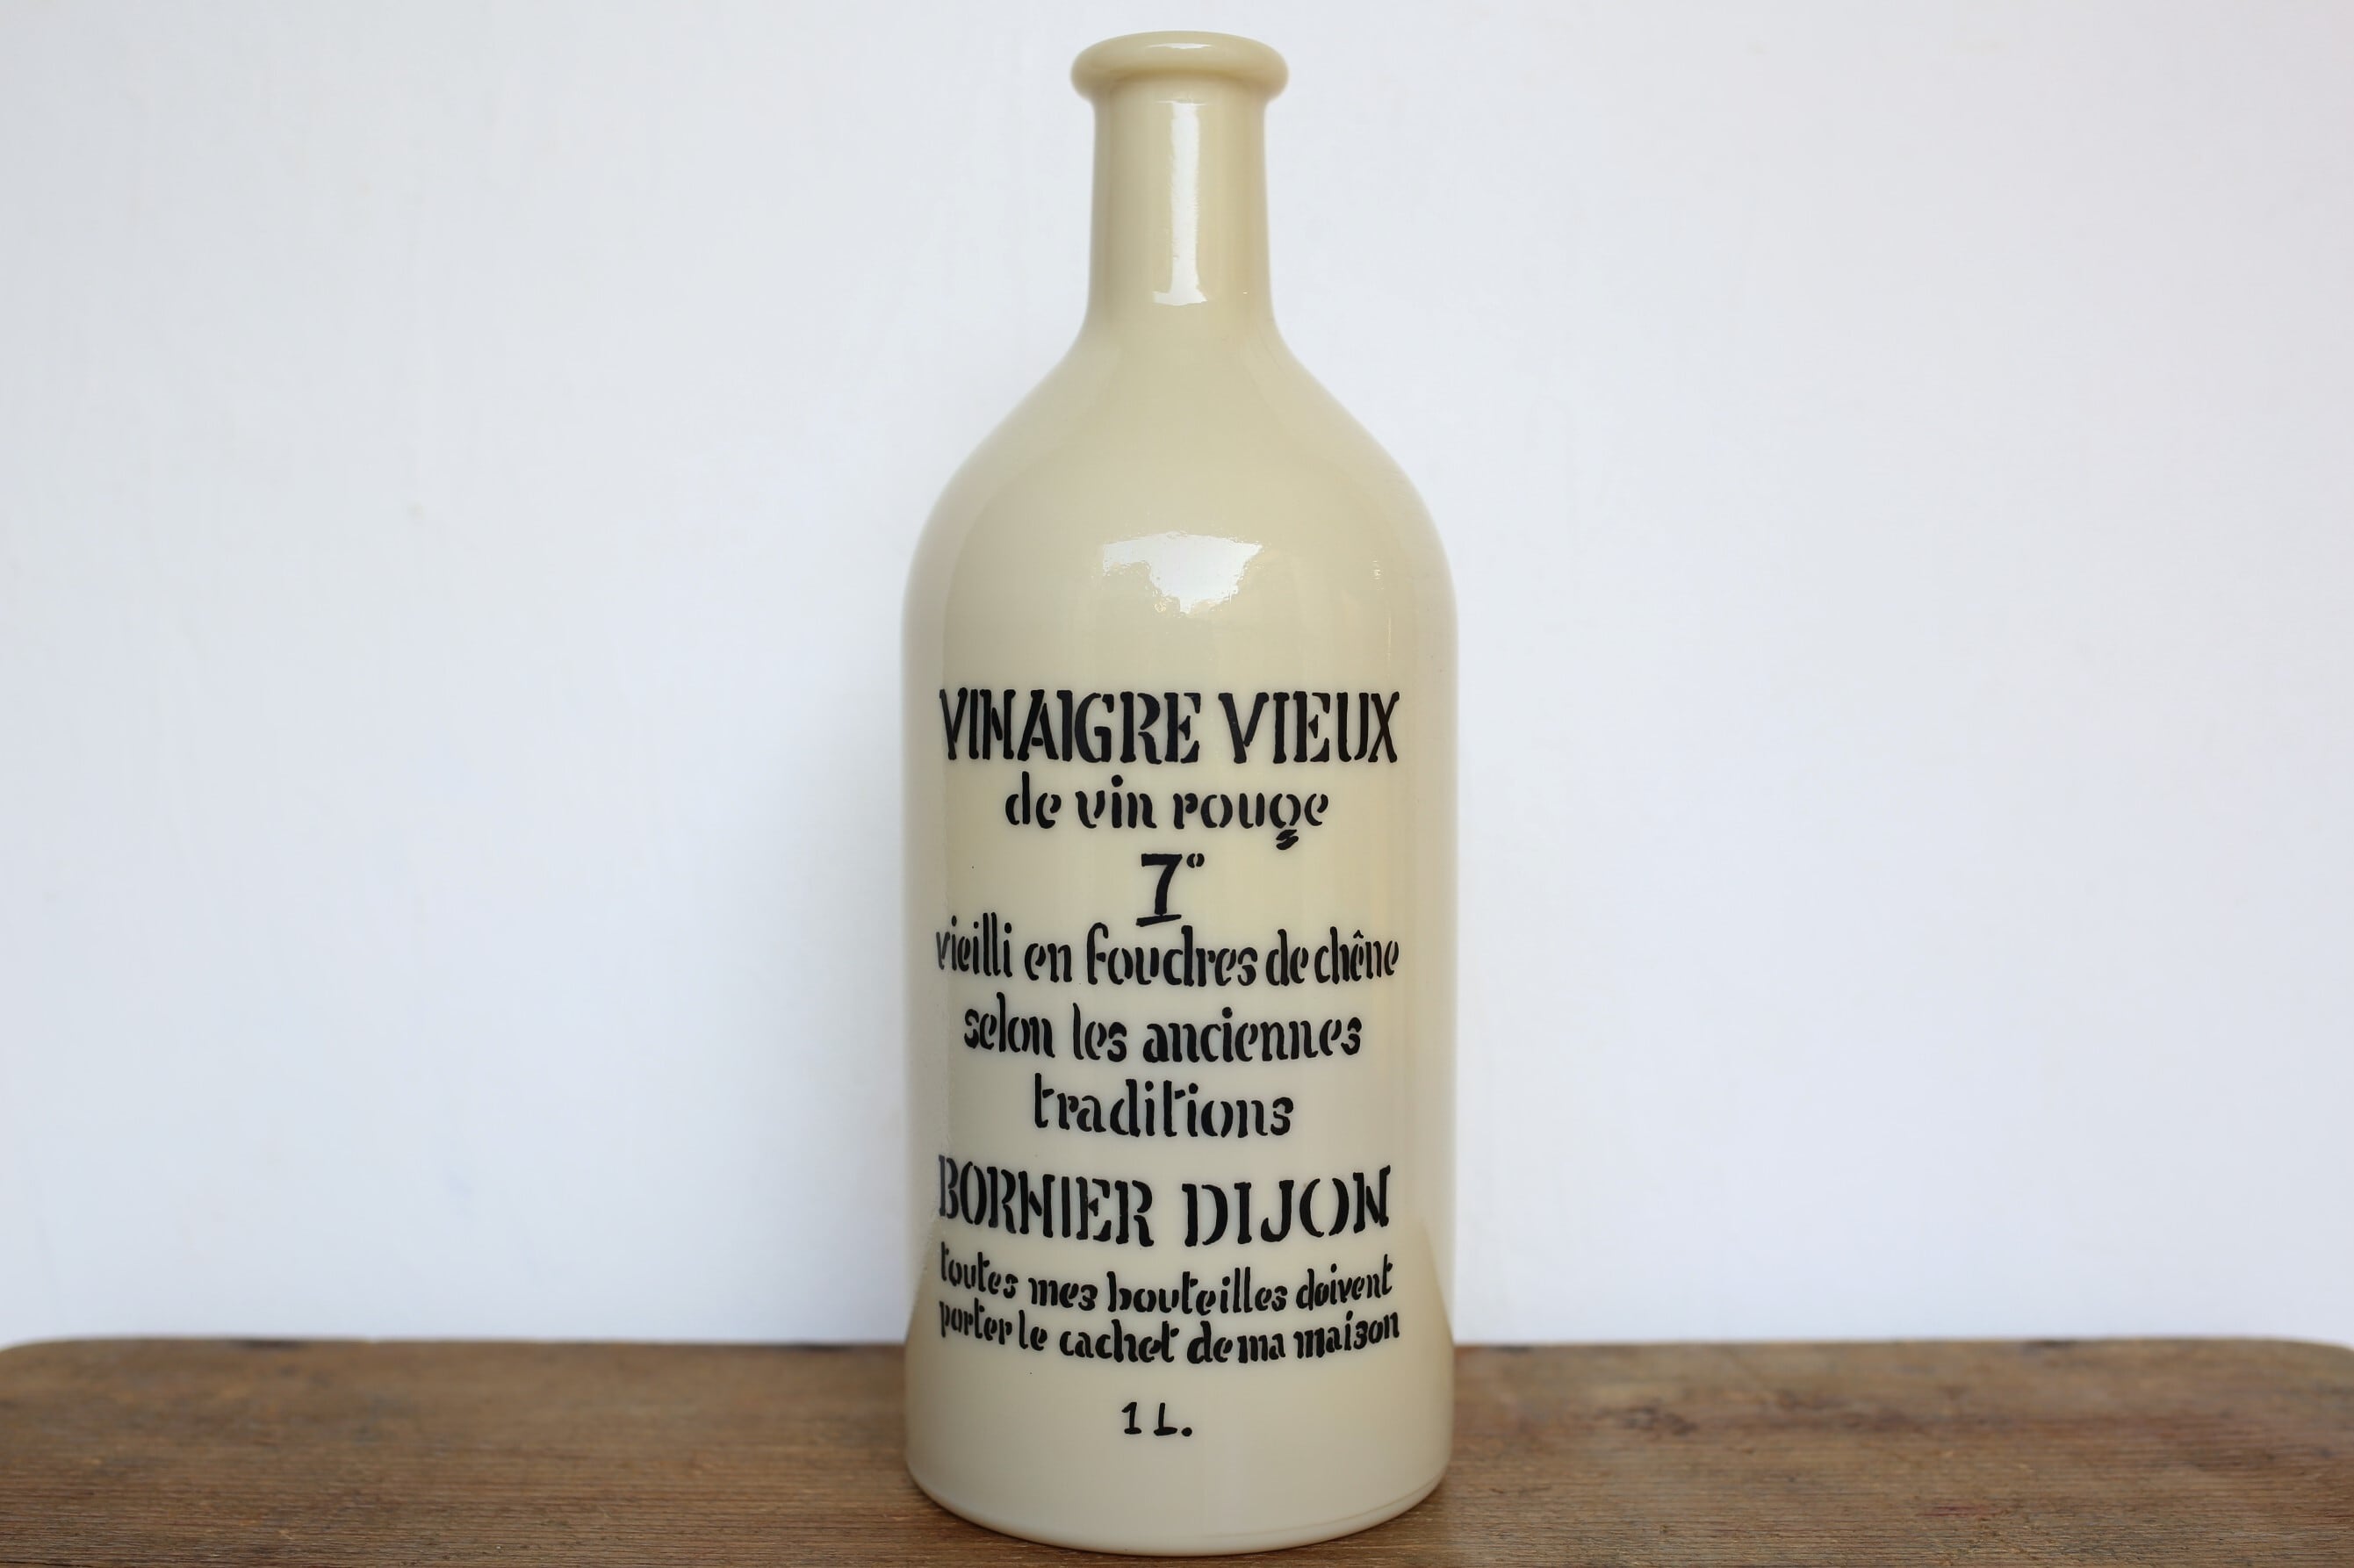 VINAIGRE VIEUX
de vin rouge
7°
vieilli en foudres de chêne
selon les anciennes
traditions
BORNIER DIJON
toutes mes bouteilles doivent
porter le cachet de ma maison
1 L.